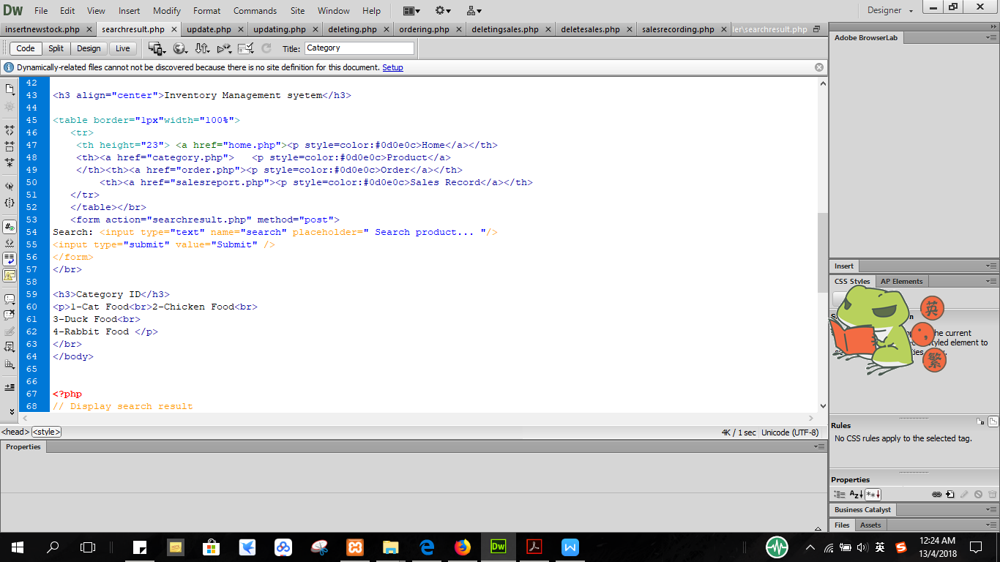 Dw File Edit View Insert Modify Format Commands Site Window Help Designer
insertnewstock.php searchresult.php update.php updating.php deleting.php ordering.php deletingsales.php deletesales.php salesrecording.php ler\searchresult.php
Code Split Design Live Title: Category
Dynamically-related files cannot not be discovered because there is no site definition for this document. Setup
42
43 <h3 align="center">Inventory Management syetem</h3>
44
45 <table border="1px"width="100%">
46 <tr>
47 <th height="23"> <a href="home.php"><p style=color:#0d0e0c>Home</a></th>
48 <th><a href="category.php"> <p style=color:#0d0e0c>Product</a>
49 </th><th><a href="order.php"><p style=color:#0d0e0c>Order</a></th>
50 <th><a href="salesreport.php"><p style=color:#0d0e0c>Sales Record</a></th>
51 </tr>
52 </table></br>
53 <form action="searchresult.php" method="post">
54 Search: <input type="text" name="search" placeholder=" Search product... "/>
55 <input type="submit" value="Submit" />
56 </form>
57 </br>
58
59 <h3>Category ID</h3>
60 <p>1-Cat Food<br>2-Chicken Food<br>
61 3-Duck Food<br>
62 4-Rabbit Food </p>
63 </br>
64 </body>
65
66
67 <?php
68 // Display search result
<head> <style> 4K / 1 sec Unicode (UTF-8)
Properties
Adobe BrowserLab
Insert
CSS Styles AP Elements
英
the current
styled element to
繁
Rules
No CSS rules apply to the selected tag.
Properties
Az
Business Catalyst
Files Assets
Dw W 英 S 12:24 AM
13/4/2018